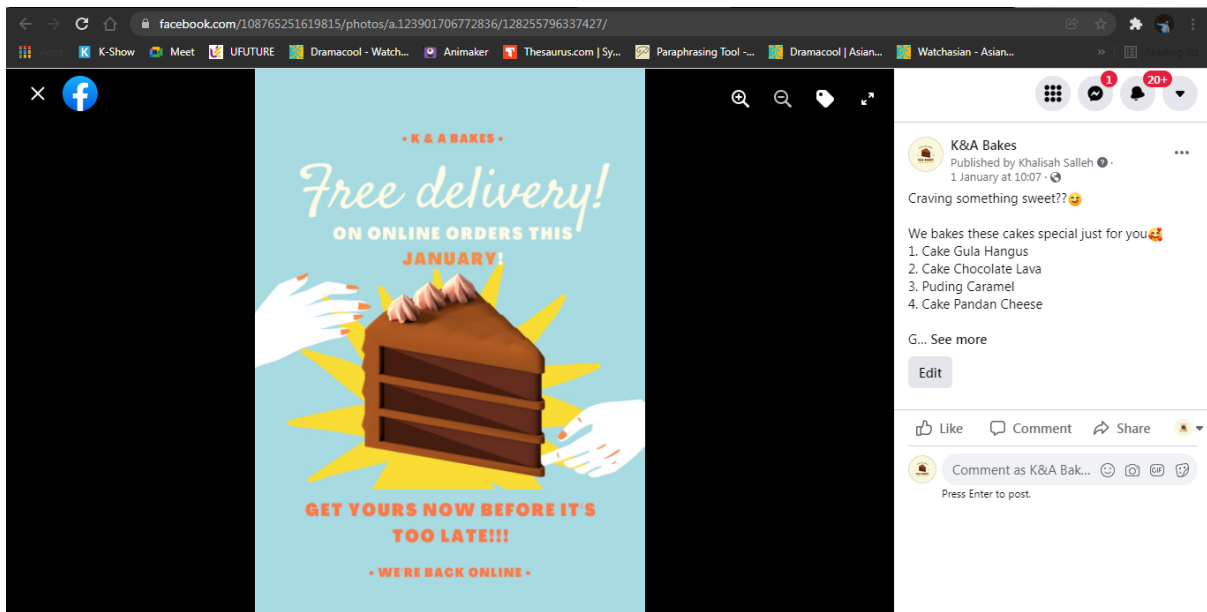 facebook.com/108765251619815/photos/a.123901706772836/128255796337427/
Apps K-Show Meet UFUTURE Dramacool - Watch... Animaker Thesaurus.com | Sy... Paraphrasing Tool -... Dramacool | Asian... Watchasian - Asian... » Reading list
1
20+
• K & A BAKES •
Free delivery!
ON ONLINE ORDERS THIS
JANUARY!
GET YOURS NOW BEFORE IT'S
TOO LATE!!!
• WE'RE BACK ONLINE •
K&A Bakes
Published by Khalisah Salleh ·
1 January at 10:07 ·
Craving something sweet??😋
We bakes these cakes special just for you🥰
1. Cake Gula Hangus
2. Cake Chocolate Lava
3. Puding Caramel
4. Cake Pandan Cheese
G... See more
Edit
Like Comment Share
Comment as K&A Bak... GIF
Press Enter to post.